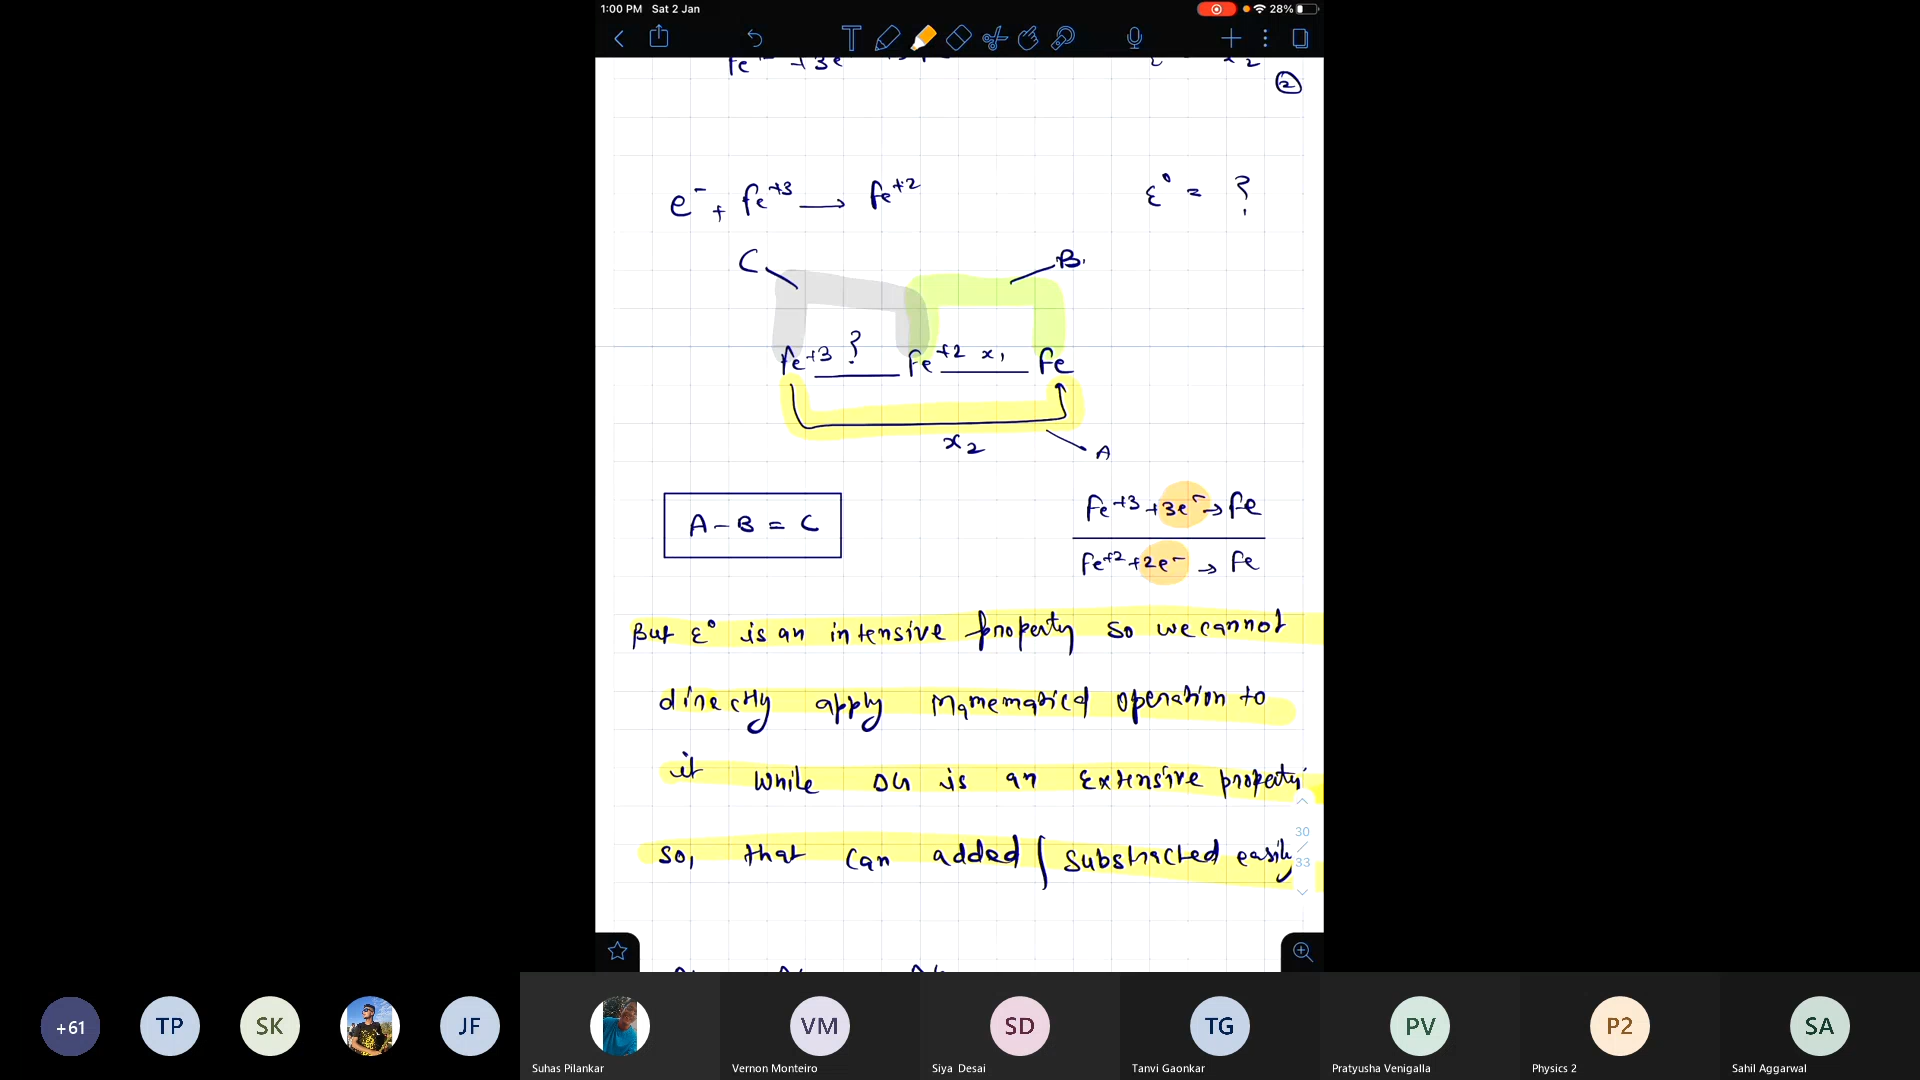 1:00 PM Sat 2 Jan
28%
Fe +3e
x2
②
e⁻ + Fe⁺³ ⟶ Fe⁺²
ε° = ?
C
B.
Fe⁺³ ? Fe⁺² x₁ Fe
x₂
A
A - B = C
Fe⁺³ +3e⁻ → Fe
Fe⁺² +2e⁻ → Fe
But ε° is an intensive property so we cannot
directly apply Mathematical operation to
it while ΔG is an Extensive property
so, that can added / Substracted easily
30
/
33
+61
TP
SK
JF
VM
SD
TG
PV
P2
SA
Suhas Pilankar
Vernon Monteiro
Siya Desai
Tanvi Gaonkar
Pratyusha Venigalla
Physics 2
Sahil Aggarwal